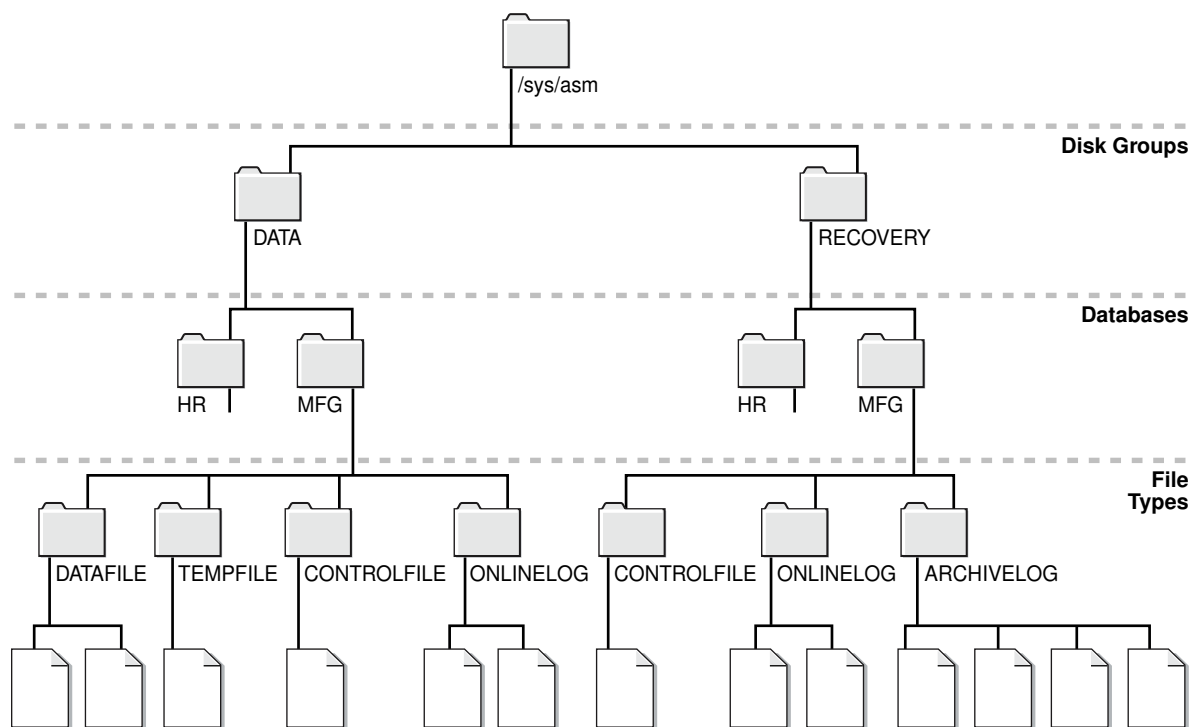 /sys/asm
Disk Groups
DATA
RECOVERY
Databases
HR
MFG
HR
MFG
File
Types
DATAFILE
TEMPFILE
CONTROLFILE
ONLINELOG
CONTROLFILE
ONLINELOG
ARCHIVELOG